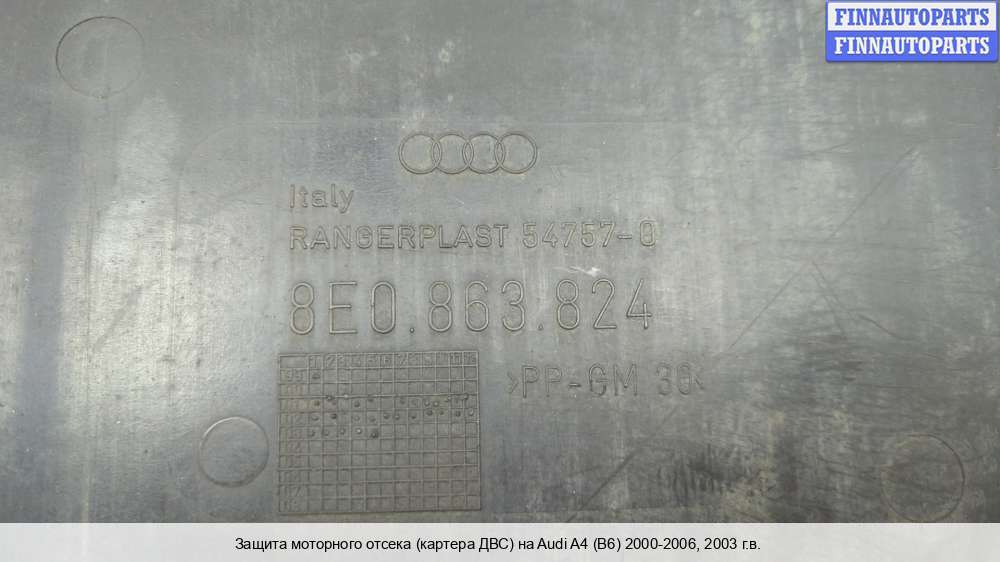 FINNAUTOPARTS
FINNAUTOPARTS
Italy
RANGERPLAST 54757-0
8E0.863.824
>PP-GM 30<
Защита моторного отсека (картера ДВС) на Audi A4 (B6) 2000-2006, 2003 г.в.